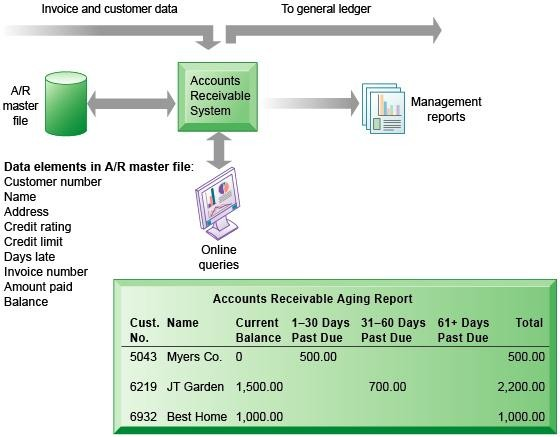 Invoice and customer data
To general ledger
A/R
master
file
Accounts
Receivable
System
Management
reports
Data elements in A/R master file:
Customer number
Name
Address
Credit rating
Credit limit
Days late
Invoice number
Amount paid
Balance
Online
queries
Accounts Receivable Aging Report
Cust. Name Current 1–30 Days 31–60 Days 61+ Days Total
No. Balance Past Due Past Due Past Due
5043 Myers Co. 0 500.00 500.00
6219 JT Garden 1,500.00 700.00 2,200.00
6932 Best Home 1,000.00 1,000.00